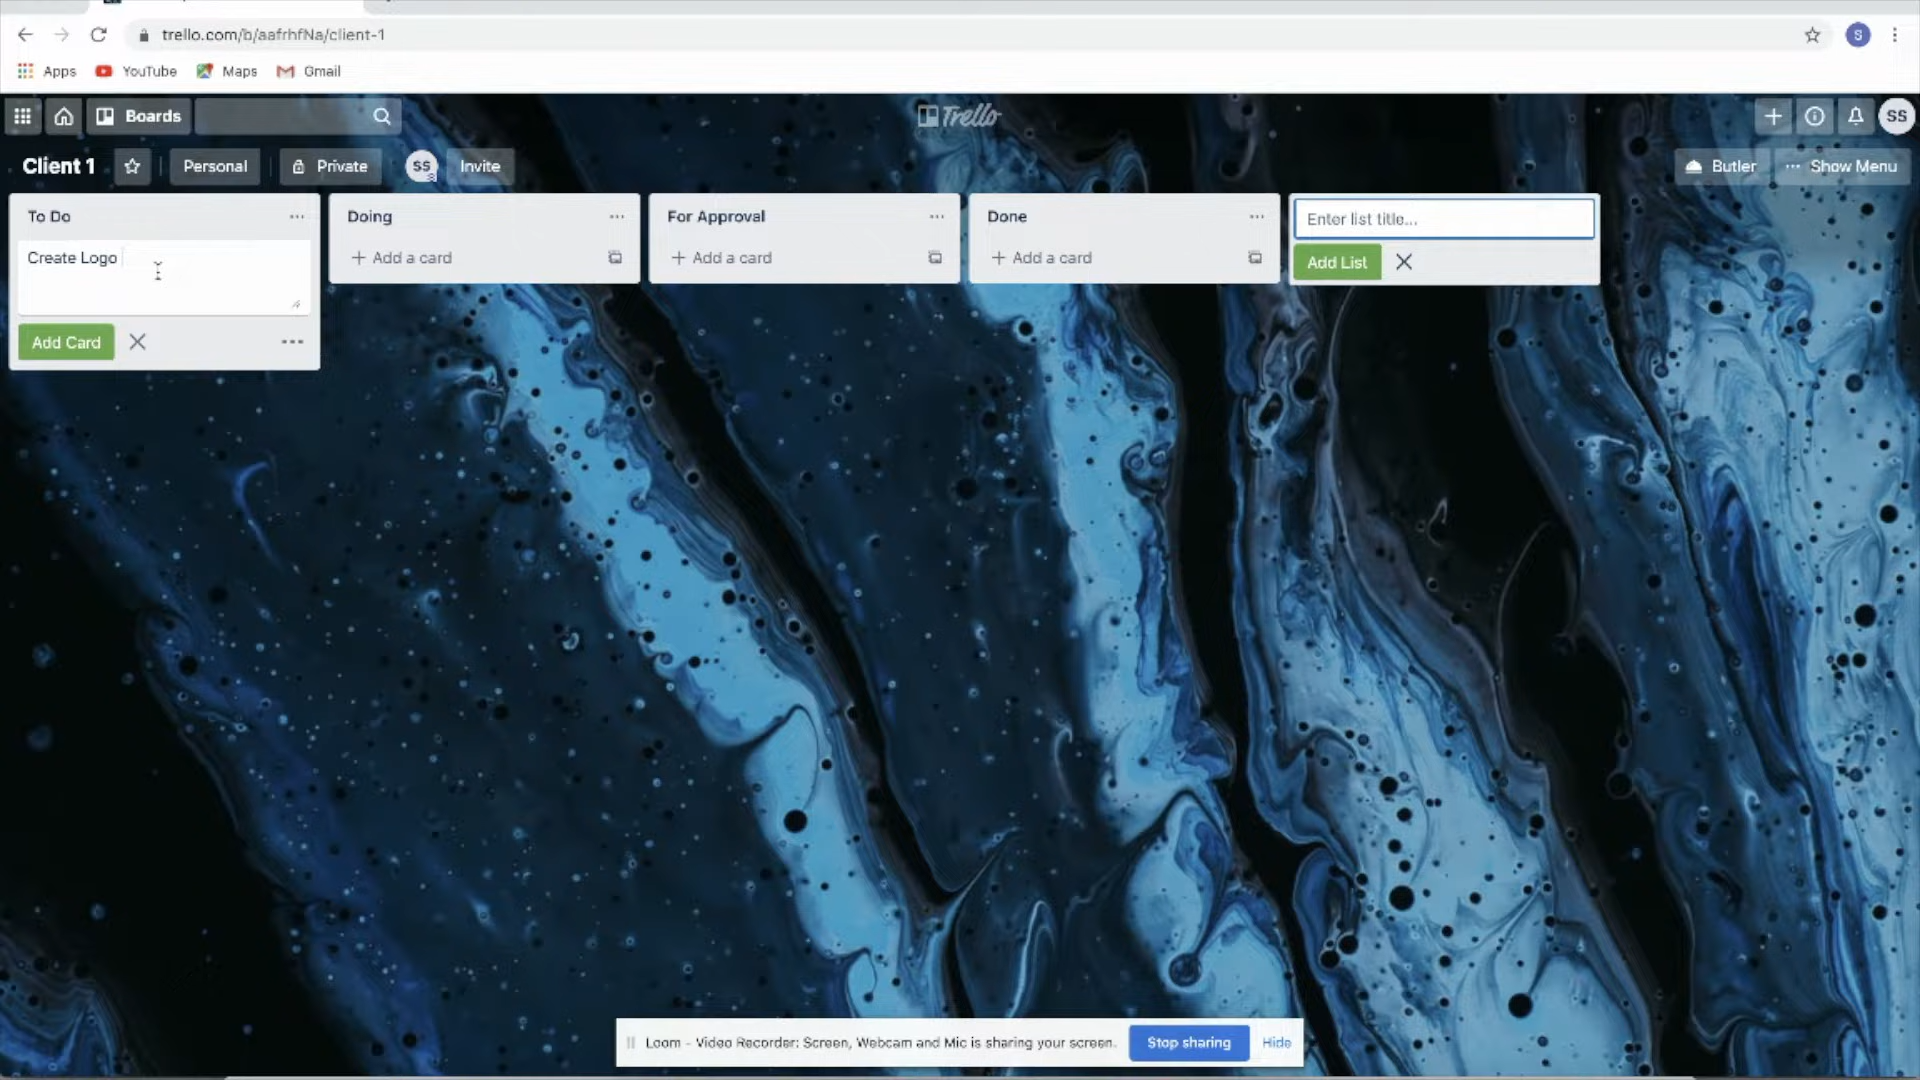 trello.com/b/aafrhfNa/client-1
S
Apps YouTube Maps Gmail
Boards
Trello
SS
Client 1 Personal Private SS Invite Butler ··· Show Menu
To Do ··· Doing ··· For Approval ··· Done ··· Enter list title...
Create Logo + Add a card + Add a card + Add a card Add List
Add Card ···
Loom – Video Recorder: Screen, Webcam and Mic is sharing your screen. Stop sharing Hide